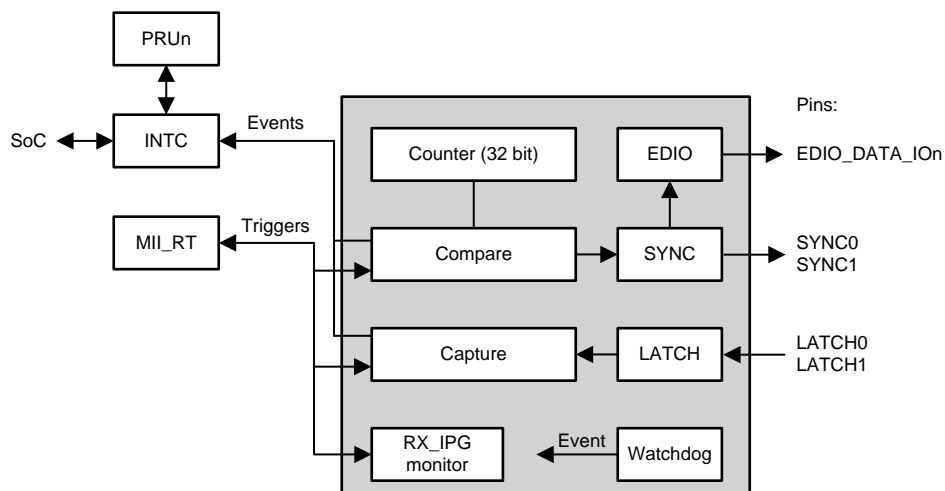 PRUn
Pins:
SoC
INTC
Events
Counter (32 bit)
EDIO
EDIO_DATA_IOn
MII_RT
Triggers
Compare
SYNC
SYNC0
SYNC1
Capture
LATCH
LATCH0
LATCH1
RX_IPG
monitor
Event
Watchdog